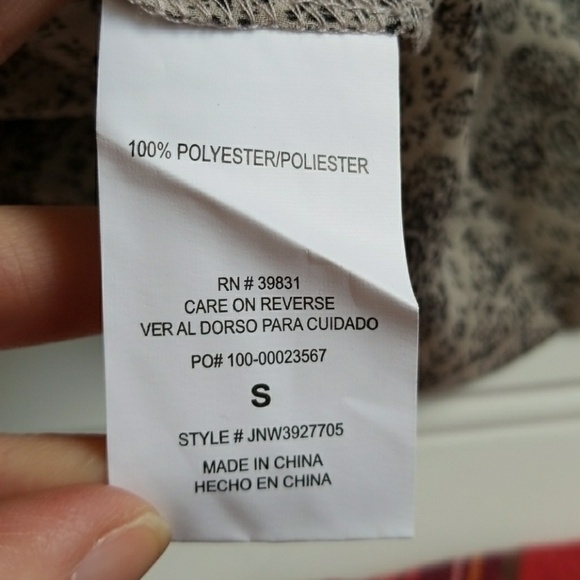 100% POLYESTER/POLIESTER
RN # 39831
CARE ON REVERSE
VER AL DORSO PARA CUIDADO
PO# 100-00023567
S
STYLE # JNW3927705
MADE IN CHINA
HECHO EN CHINA